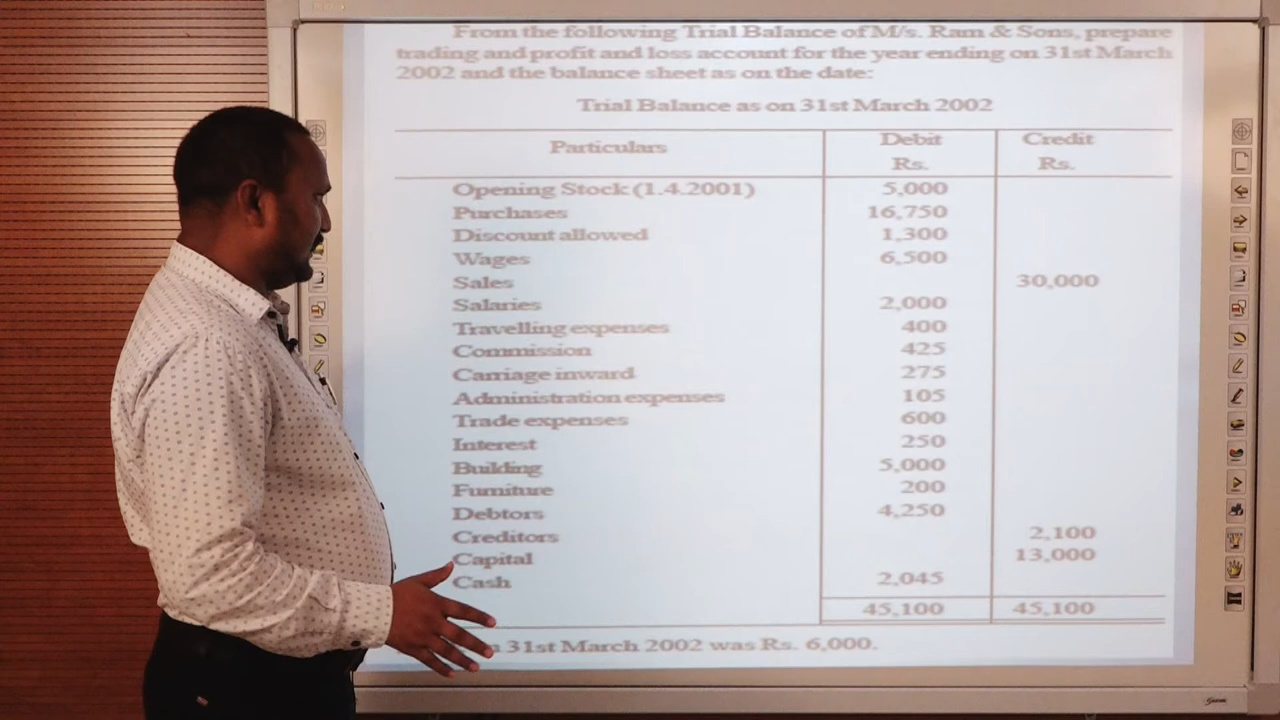 From the following Trial Balance of M/s. Ram & Sons, prepare
trading and profit and loss account for the year ending on 31st March
2002 and the balance sheet as on the date:
Trial Balance as on 31st March 2002
Particulars Debit Credit
Rs. Rs.
Opening Stock (1.4.2001) 5,000
Purchases 16,750
Discount allowed 1,300
Wages 6,500
Sales 30,000
Salaries 2,000
Travelling expenses 400
Commission 425
Carriage inward 275
Administration expenses 105
Trade expenses 600
Interest 250
Building 5,000
Furniture 200
Debtors 4,250
Creditors 2,100
Capital 13,000
Cash 2,045
45,100 45,100
31st March 2002 was Rs. 6,000.